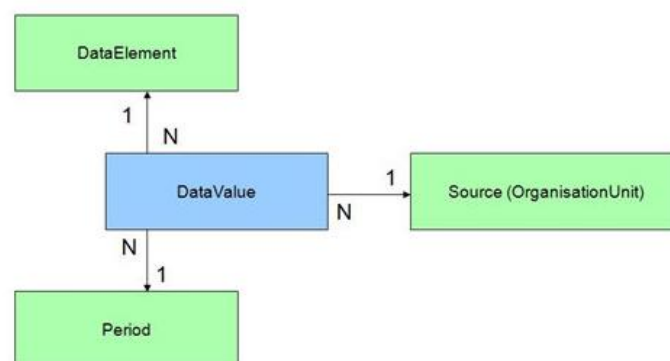 DataElement
1
N
DataValue
1
N
Source (OrganisationUnit)
N
1
Period